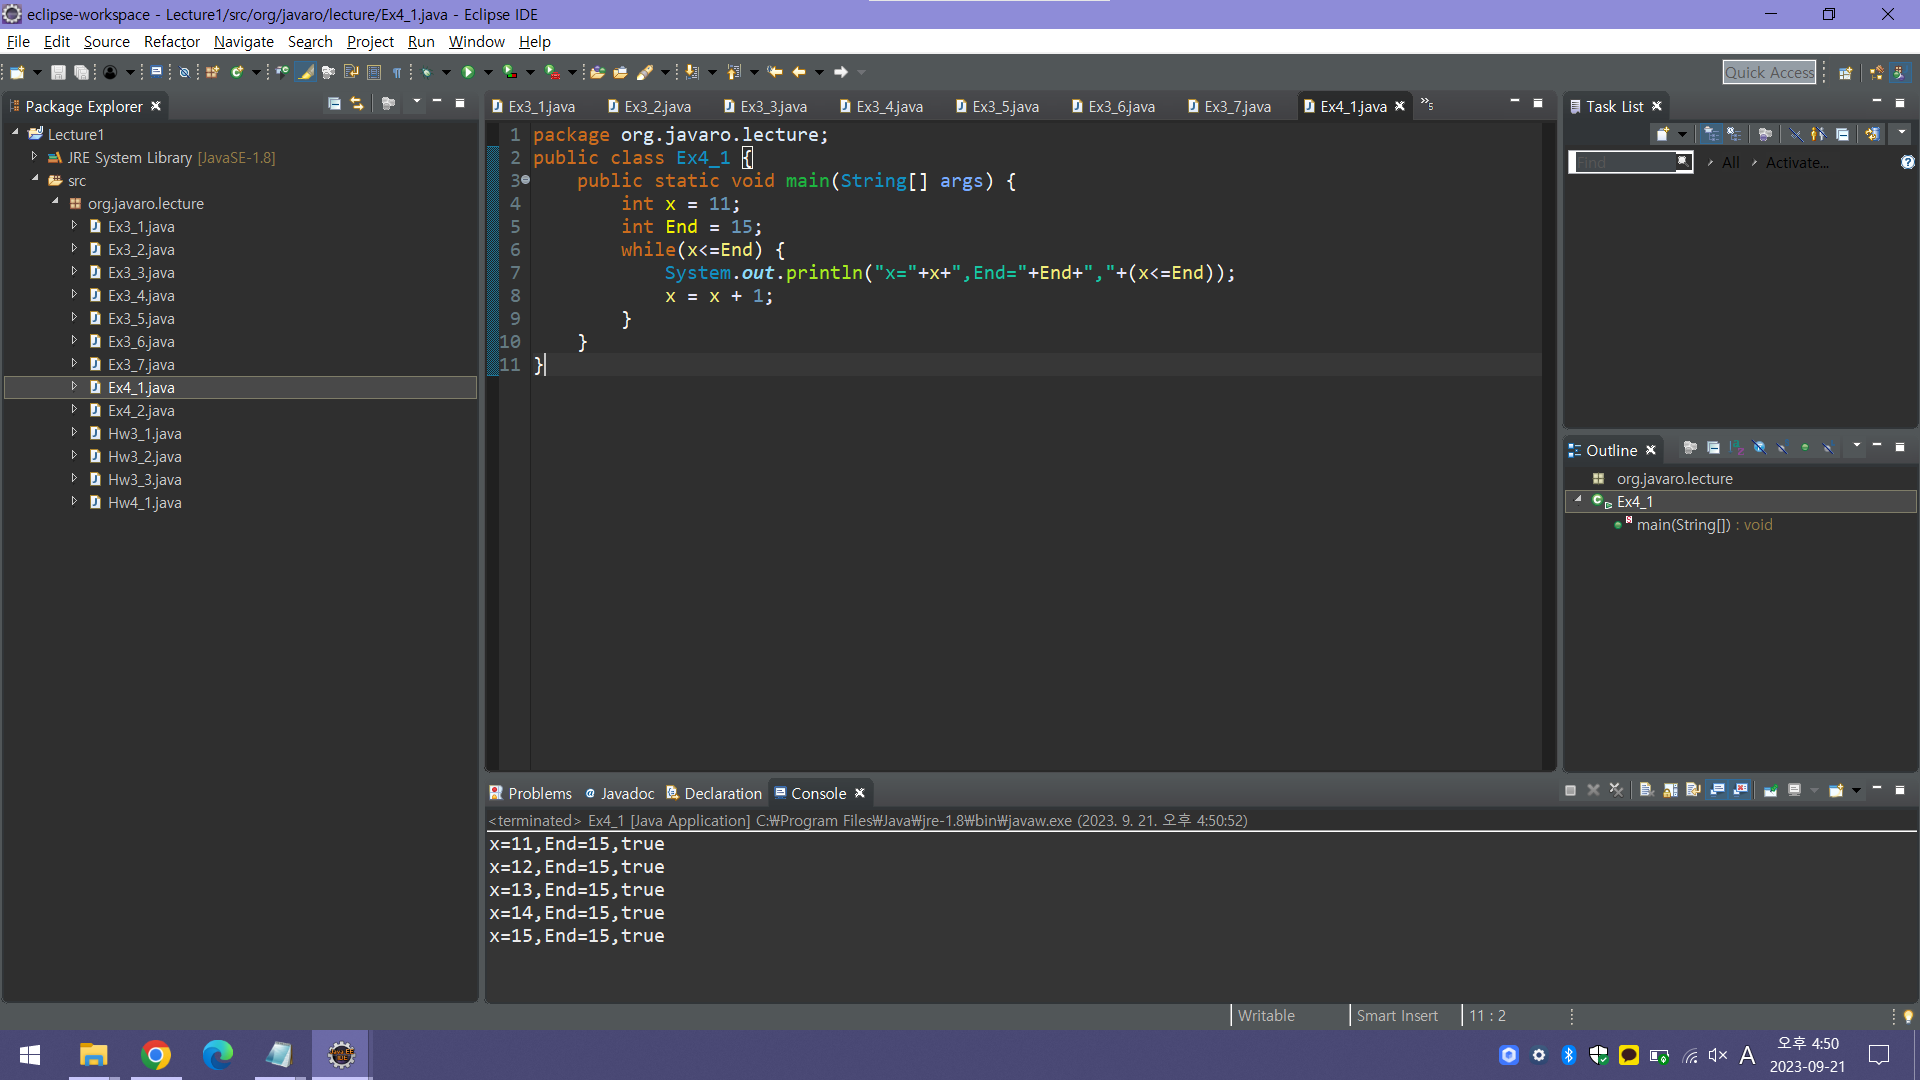 eclipse-workspace - Lecture1/src/org/javaro/lecture/Ex4_1.java - Eclipse IDE
File Edit Source Refactor Navigate Search Project Run Window Help
Quick Access
Package Explorer
Lecture1
JRE System Library [JavaSE-1.8]
src
org.javaro.lecture
Ex3_1.java
Ex3_2.java
Ex3_3.java
Ex3_4.java
Ex3_5.java
Ex3_6.java
Ex3_7.java
Ex4_1.java
Ex4_2.java
Hw3_1.java
Hw3_2.java
Hw3_3.java
Hw4_1.java
Ex3_1.java Ex3_2.java Ex3_3.java Ex3_4.java Ex3_5.java Ex3_6.java Ex3_7.java Ex4_1.java »5
1 package org.javaro.lecture;
2 public class Ex4_1 {
3 public static void main(String[] args) {
4 int x = 11;
5 int End = 15;
6 while(x<=End) {
7 System.out.println("x="+x+",End="+End+","+(x<=End));
8 x = x + 1;
9 }
10 }
11 }
Task List
Find All Activate...
Outline
org.javaro.lecture
Ex4_1
main(String[]) : void
Problems Javadoc Declaration Console
<terminated> Ex4_1 [Java Application] C:₩Program Files₩Java₩jre-1.8₩bin₩javaw.exe (2023. 9. 21. 오후 4:50:52)
x=11,End=15,true
x=12,End=15,true
x=13,End=15,true
x=14,End=15,true
x=15,End=15,true
Writable Smart Insert 11 : 2
A
오후 4:50
2023-09-21